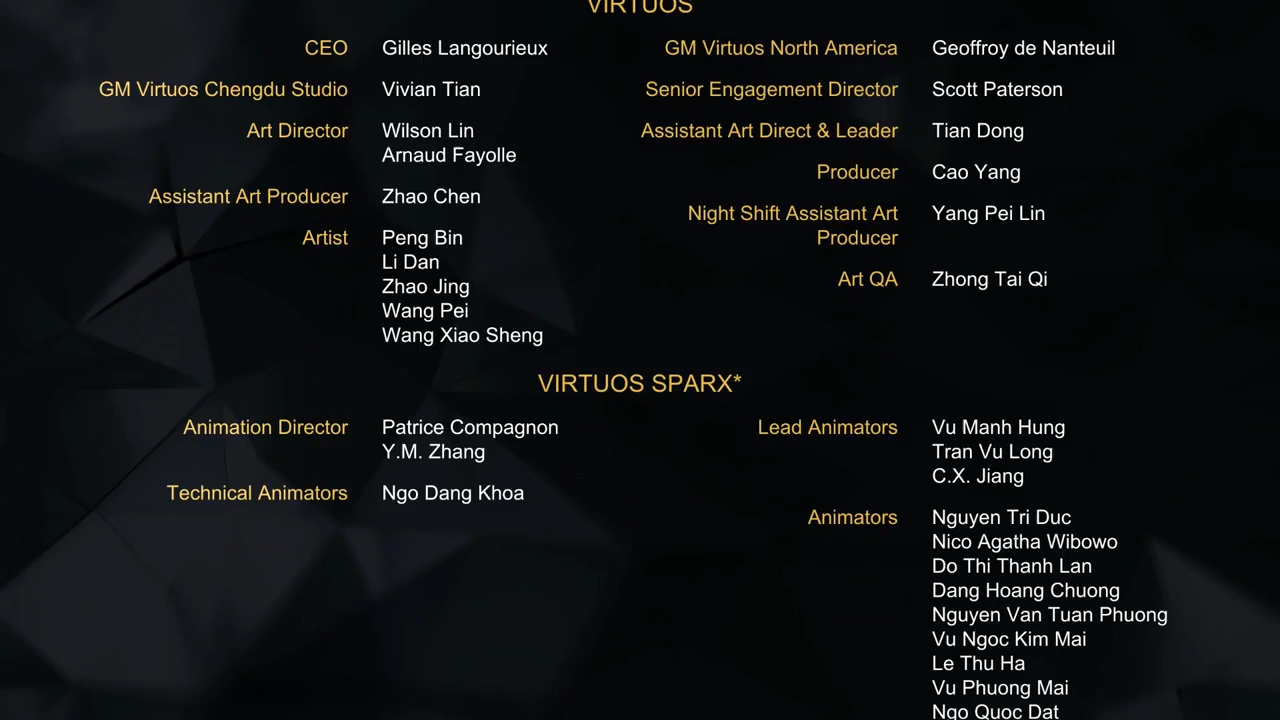 VIRTUOS
CEO Gilles Langourieux
GM Virtuos Chengdu Studio Vivian Tian
Art Director Wilson Lin
Arnaud Fayolle
Assistant Art Producer Zhao Chen
Artist Peng Bin
Li Dan
Zhao Jing
Wang Pei
Wang Xiao Sheng
GM Virtuos North America Geoffroy de Nanteuil
Senior Engagement Director Scott Paterson
Assistant Art Direct & Leader Tian Dong
Producer Cao Yang
Night Shift Assistant Art Yang Pei Lin
Producer
Art QA Zhong Tai Qi
VIRTUOS SPARX*
Animation Director Patrice Compagnon
Y.M. Zhang
Technical Animators Ngo Dang Khoa
Lead Animators Vu Manh Hung
Tran Vu Long
C.X. Jiang
Animators Nguyen Tri Duc
Nico Agatha Wibowo
Do Thi Thanh Lan
Dang Hoang Chuong
Nguyen Van Tuan Phuong
Vu Ngoc Kim Mai
Le Thu Ha
Vu Phuong Mai
Ngo Quoc Dat